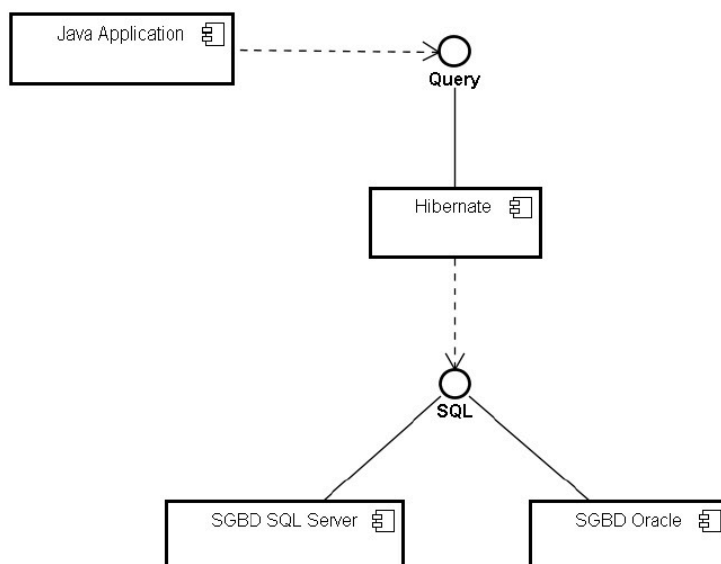 Java Application
Query
Hibernate
SQL
SGBD SQL Server
SGBD Oracle